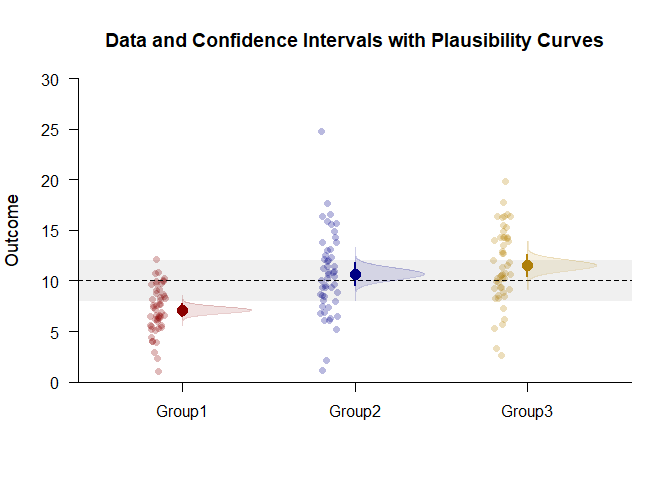 Data and Confidence Intervals with Plausibility Curves
30
25
20
15
10
5
0
Outcome
Group1
Group2
Group3